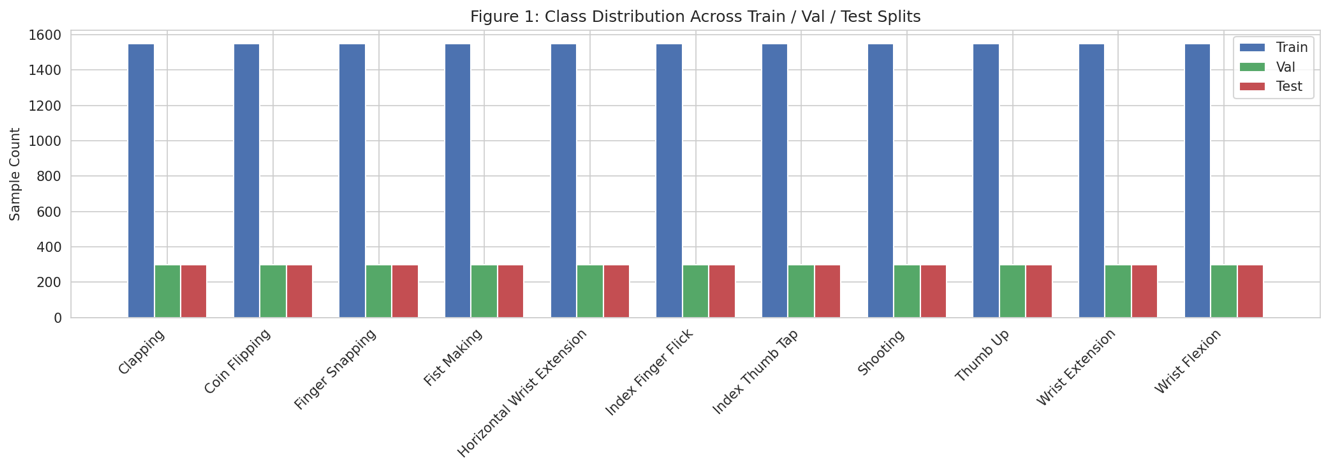 Figure 1: Class Distribution Across Train / Val / Test Splits
Sample Count
1600
1400
1200
1000
800
600
400
200
0
Train
Val
Test
Clapping
Coin Flipping
Finger Snapping
Fist Making
Horizontal Wrist Extension
Index Finger Flick
Index Thumb Tap
Shooting
Thumb Up
Wrist Extension
Wrist Flexion